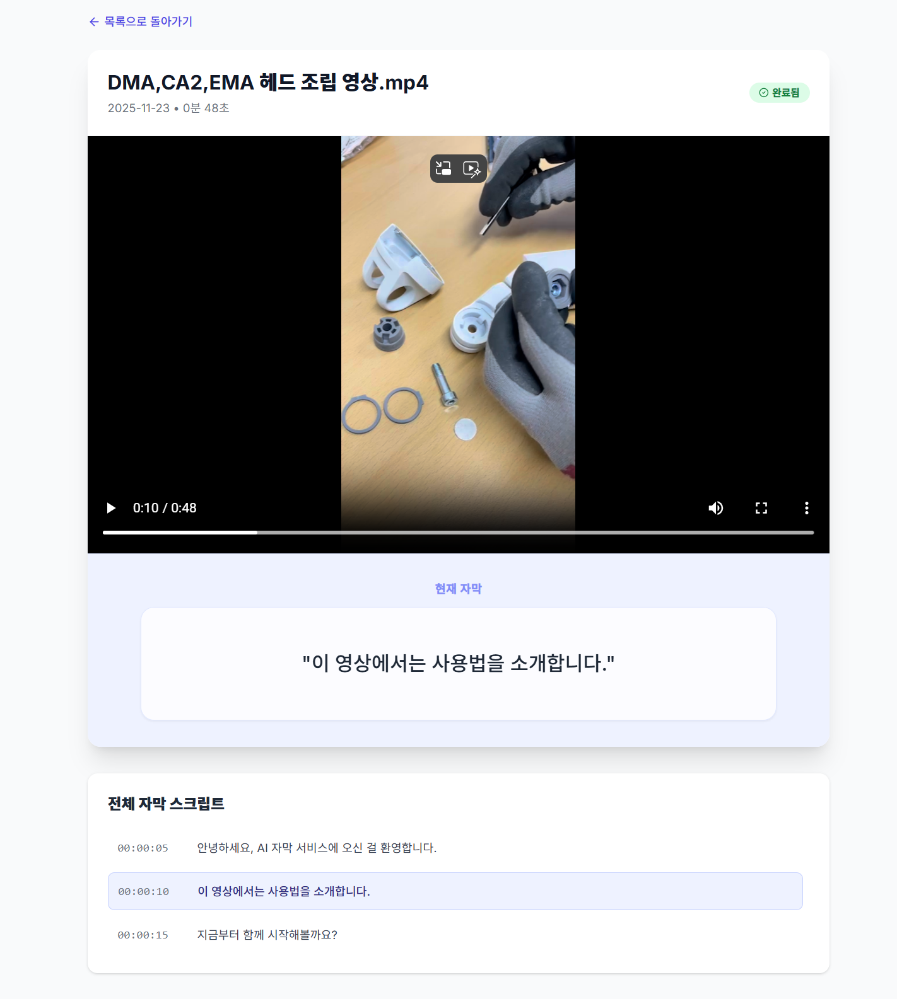 ← 목록으로 돌아가기
DMA,CA2,EMA 헤드 조립 영상.mp4
2025-11-23 • 0분 48초
완료됨
0:10 / 0:48
현재 자막
"이 영상에서는 사용법을 소개합니다."
전체 자막 스크립트
00:00:05 안녕하세요, AI 자막 서비스에 오신 걸 환영합니다.
00:00:10 이 영상에서는 사용법을 소개합니다.
00:00:15 지금부터 함께 시작해볼까요?